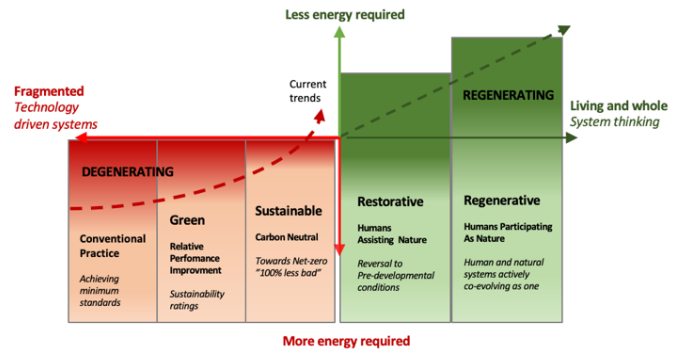 Less energy required
Fragmented
Technology
driven systems
Current
trends
REGENERATING
Living and whole
System thinking
DEGENERATING
Conventional
Practice
Achieving
minimum
standards
Green
Relative
Perfomance
Improvment
Sustainability
ratings
Sustainable
Carbon Neutral
Towards Net-zero
“100% less bad”
Restorative
Humans
Assisting Nature
Reversal to
Pre-developmental
conditions
Regenerative
Humans Participating
As Nature
Human and natural
systems actively
co-evolving as one
More energy required